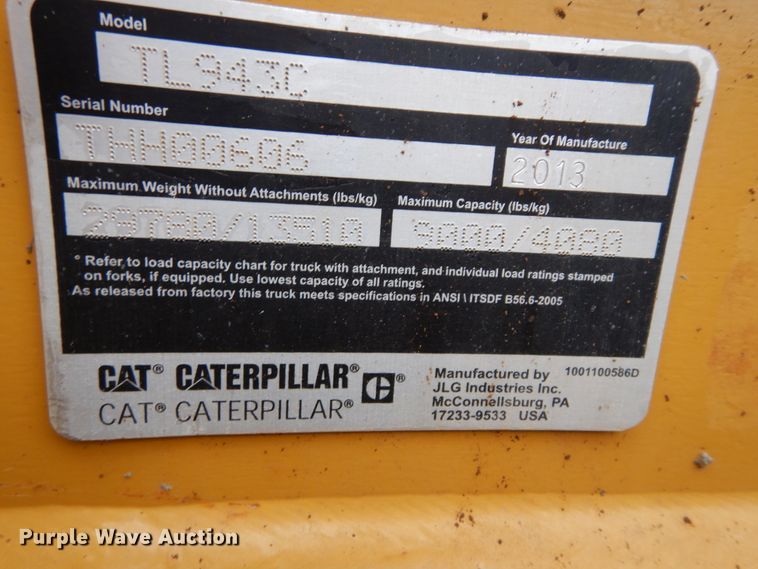 Model
TL943C
Serial Number
THH00606
Year Of Manufacture
2013
Maximum Weight Without Attachments (lbs/kg)
29780/13510
Maximum Capacity (lbs/kg)
9000/4080
* Refer to load capacity chart for truck with attachment, and individual load ratings stamped
on forks, if equipped. Use lowest capacity of all ratings.
As released from factory this truck meets specifications in ANSI \ ITSDF B56.6-2005
CAT® CATERPILLAR®
CAT® CATERPILLAR®
C ®
Manufactured by
JLG Industries Inc.
McConnellsburg, PA
17233-9533 USA
1001100586D
Purple Wave Auction